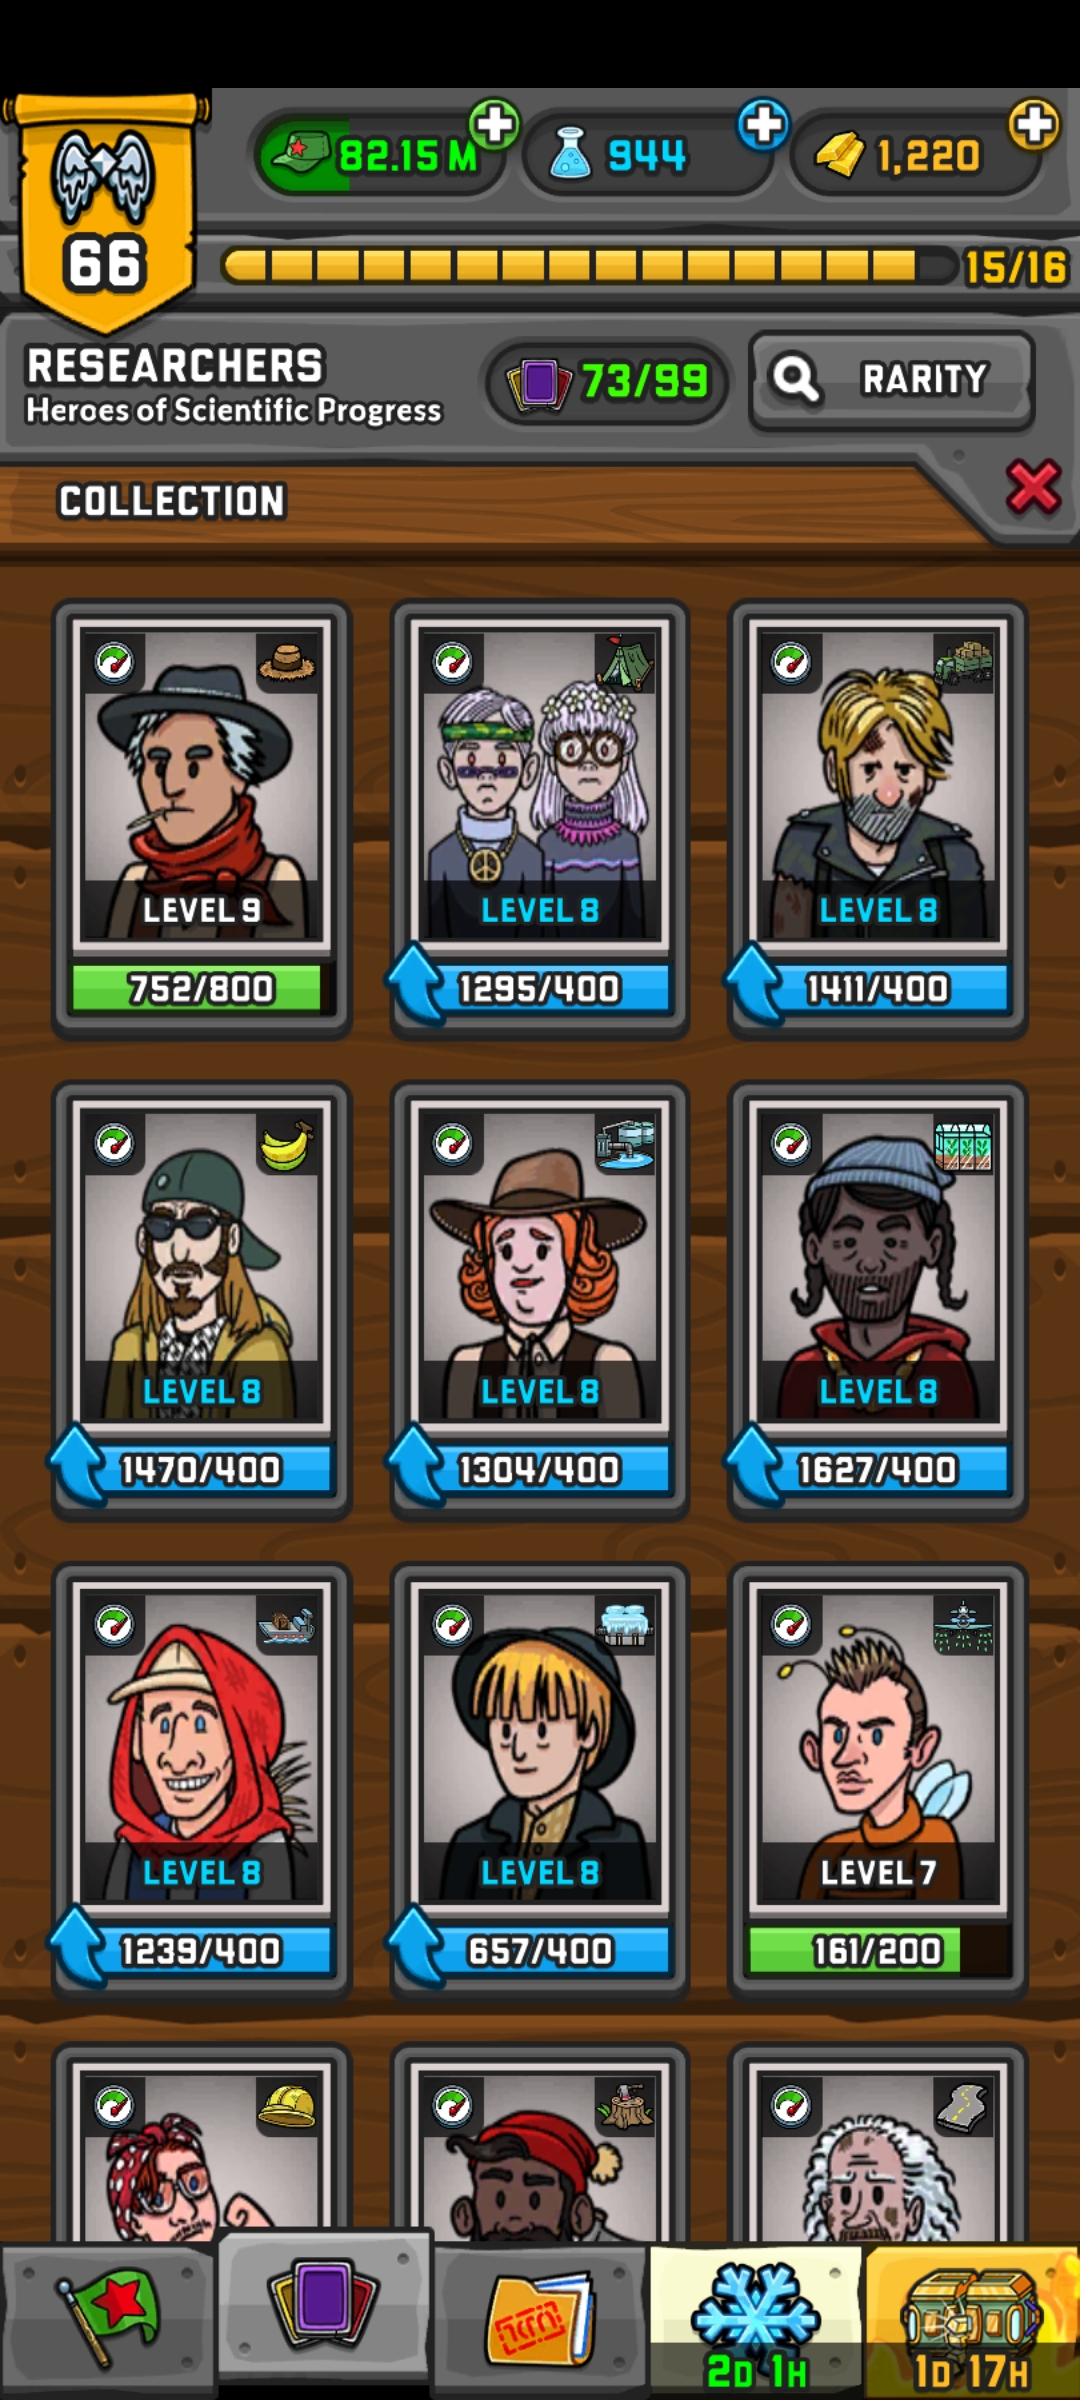 82.15 M
944
1,220
66
15/16
RESEARCHERS
Heroes of Scientific Progress
73/99
RARITY
COLLECTION
LEVEL 9
LEVEL 8
LEVEL 8
752/800
1295/400
1411/400
LEVEL 8
LEVEL 8
LEVEL 8
1470/400
1304/400
1627/400
LEVEL 8
LEVEL 8
LEVEL 7
1239/400
657/400
161/200
2D 1H
1D 17H